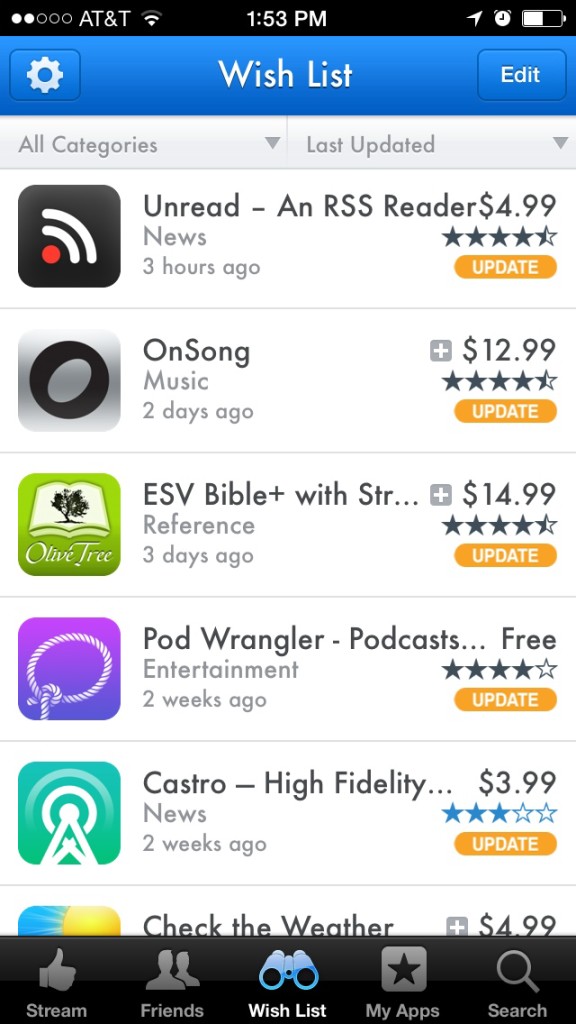 AT&T 1:53 PM
Wish List Edit
All Categories Last Updated
Unread – An RSS Reader $4.99
News
3 hours ago UPDATE
OnSong $12.99
Music
2 days ago UPDATE
ESV Bible+ with Str... $14.99
Reference
Olive Tree
3 days ago UPDATE
Pod Wrangler - Podcasts... Free
Entertainment
2 weeks ago UPDATE
Castro — High Fidelity... $3.99
News
2 weeks ago UPDATE
Check the Weather $4.99
Stream Friends Wish List My Apps Search